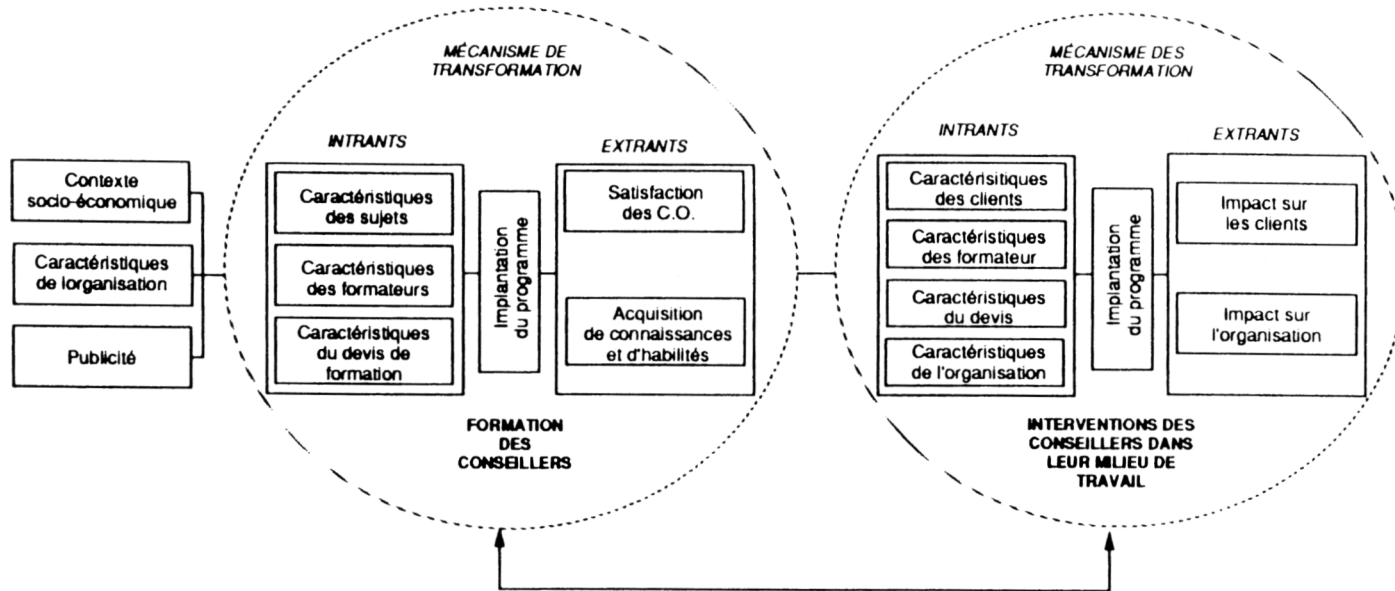 MÉCANISME DE
TRANSFORMATION
INTRANTS
EXTRANTS
Contexte
socio-économique
Caractéristiques
de lorganisation
Publicité
Caractéristiques
des sujets
Caractéristiques
des formateurs
Caractéristiques
du devis de
formation
Implantation
du programme
Satisfaction
des C.O.
Acquisition
de connaissances
et d'habilités
FORMATION
DES
CONSEILLERS
MÉCANISME DES
TRANSFORMATION
INTRANTS
EXTRANTS
Caractérisitiques
des clients
Caractéristiques
des formateur
Caractéristiques
du devis
Caractéristiques
de l'organisation
Implantation
du programme
Impact sur
les clients
Impact sur
l'organisation
INTERVENTIONS DES
CONSEILLERS DANS
LEUR MILIEU DE
TRAVAIL